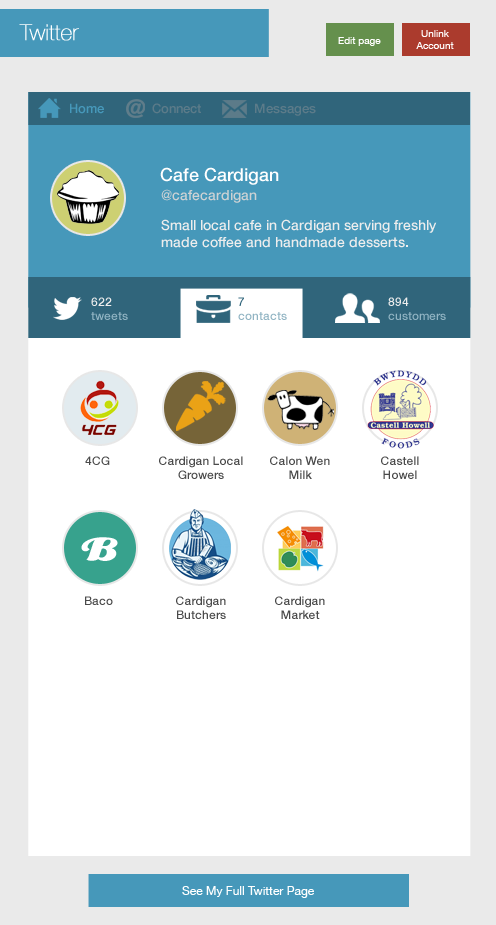 Twitter
Edit page
Unlink
Account
Home
@ Connect
Messages
Cafe Cardigan
@cafecardigan
Small local cafe in Cardigan serving freshly
made coffee and handmade desserts.
622
tweets
7
contacts
894
customers
4CG
BWYDYDD
Castell Howell
FOODS
4CG
Cardigan Local
Growers
Calon Wen
Milk
Castell
Howel
B
Baco
Cardigan
Butchers
Cardigan
Market
See My Full Twitter Page